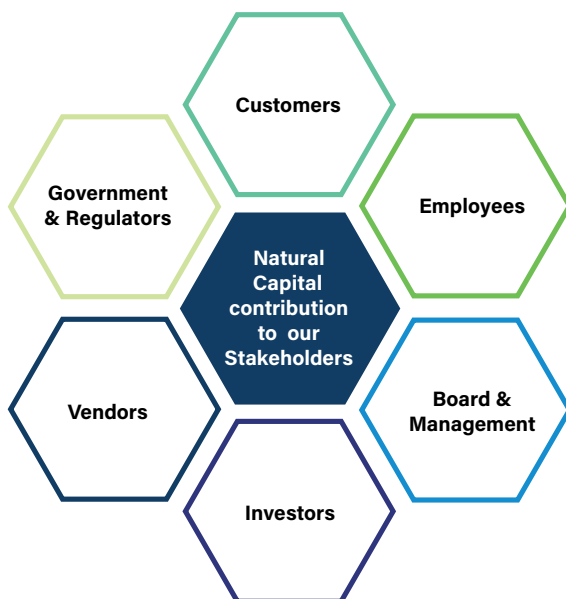 Customers
Government
& Regulators
Employees
Natural
Capital
contribution
to our
Stakeholders
Vendors
Board &
Management
Investors